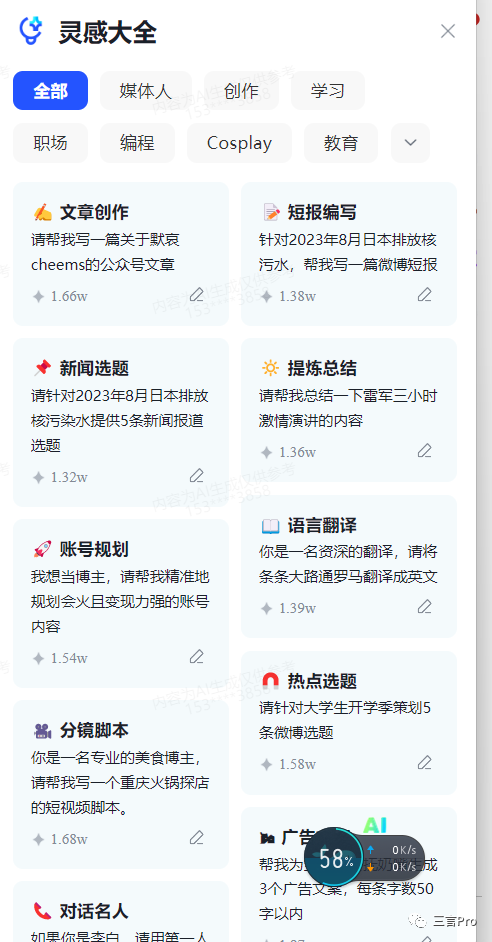 灵感大全
全部
媒体人
创作
学习
职场
编程
Cosplay
教育
文章创作
请帮我写一篇关于默哀
cheems的公众号文章
1.66w
短报编写
针对2023年8月日本排放核
污水，帮我写一篇微博短报
1.38w
新闻选题
请针对2023年8月日本排放
核污染水提供5条新闻报道
选题
1.32w
提炼总结
请帮我总结一下雷军三小时
激情演讲的内容
1.36w
账号规划
我想当博主，请帮我精准地
规划会火且变现力强的账号
内容
1.54w
语言翻译
你是一名资深的翻译，请将
条条大路通罗马翻译成英文
1.39w
热点选题
请针对大学生开学季策划5
条微博选题
1.58w
分镜脚本
你是一名专业的美食博主，
请帮我写一个重庆火锅探店
的短视频脚本。
1.68w
广告
AI
58%
0K/s
0K/s
帮我为
成
3个广告文案，每条字数50
字以内
对话名人
如果你是李白，请用第一人
三言Pro
内容为AI生成仅供参考